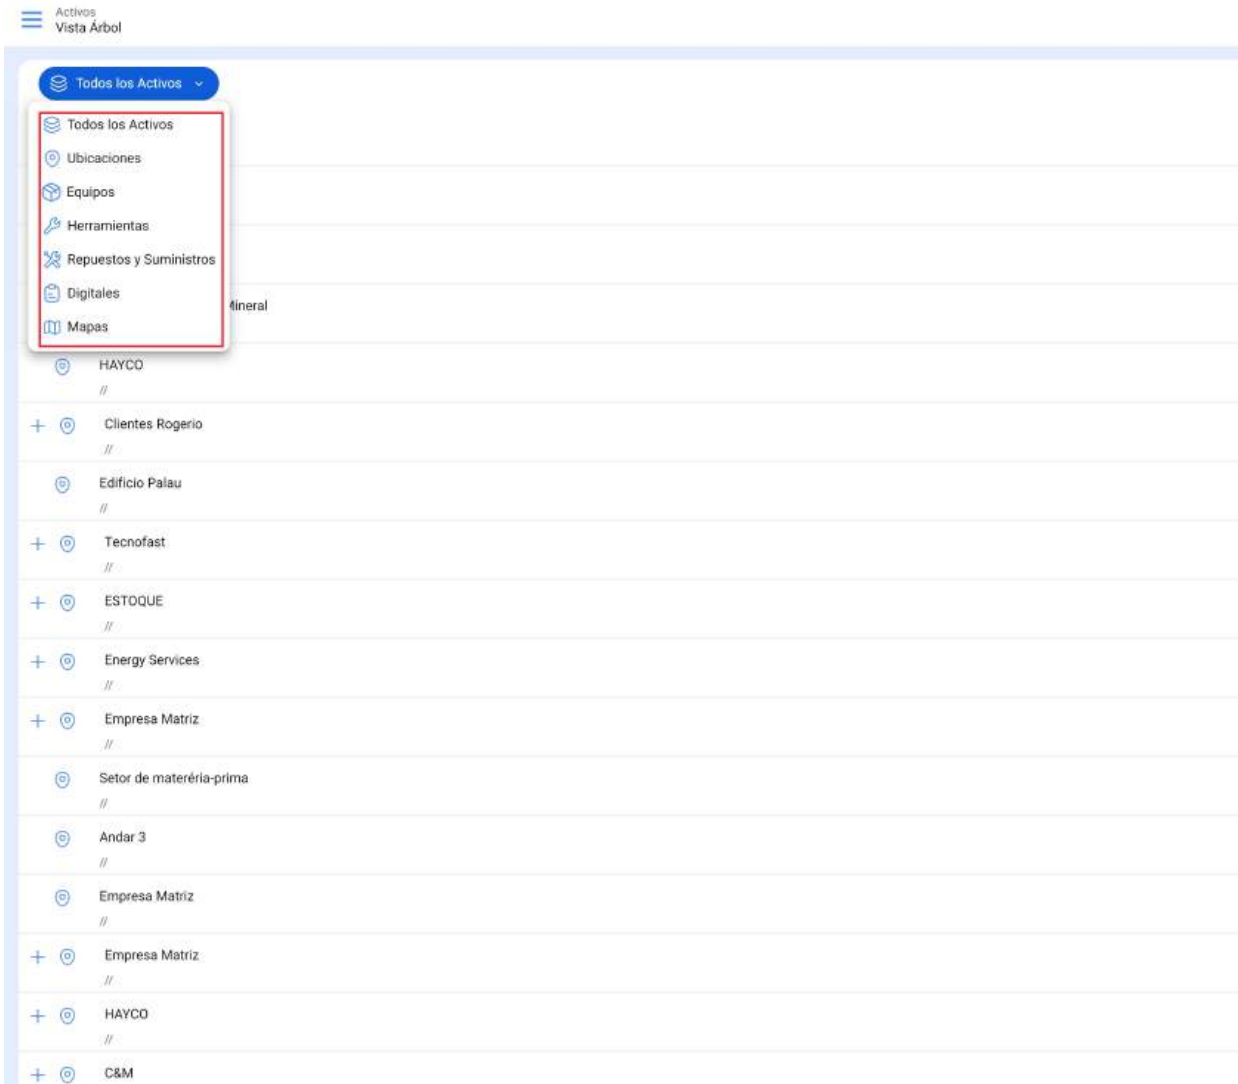 Activos
Vista Árbol
Todos los Activos
Todos los Activos
Ubicaciones
Equipos
Herramientas
Repuestos y Suministros
Digitales
Mineral
Mapas
HAYCO
//
Clientes Rogerio
//
Edificio Palau
//
Tecnofast
//
ESTOQUE
//
Energy Services
//
Empresa Matriz
//
Setor de materéria-prima
//
Andar 3
//
Empresa Matriz
//
Empresa Matriz
//
HAYCO
//
C&M